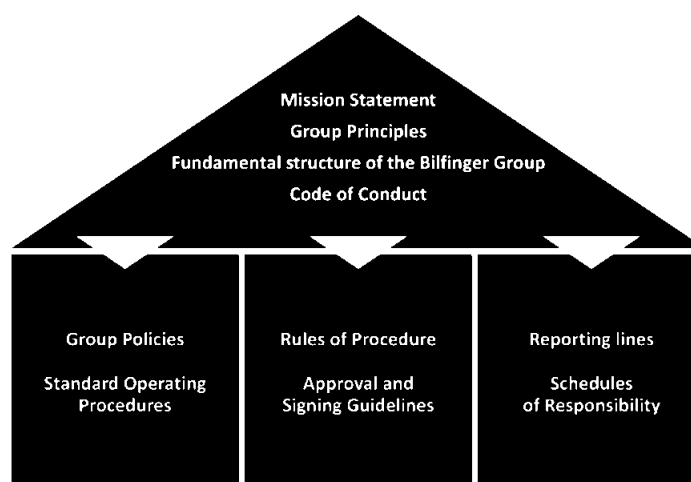 Mission Statement
Group Principles
Fundamental structure of the Bilfinger Group
Code of Conduct
Group Policies
Standard Operating
Procedures
Rules of Procedure
Approval and
Signing Guidelines
Reporting lines
Schedules
of Responsibility